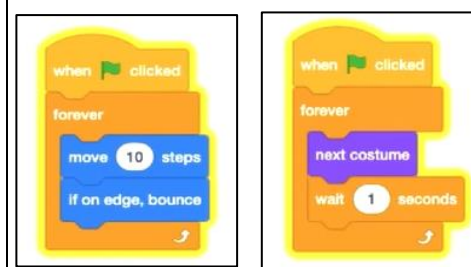 when clicked
forever
move 10 steps
if on edge, bounce
when clicked
forever
next costume
wait 1 seconds